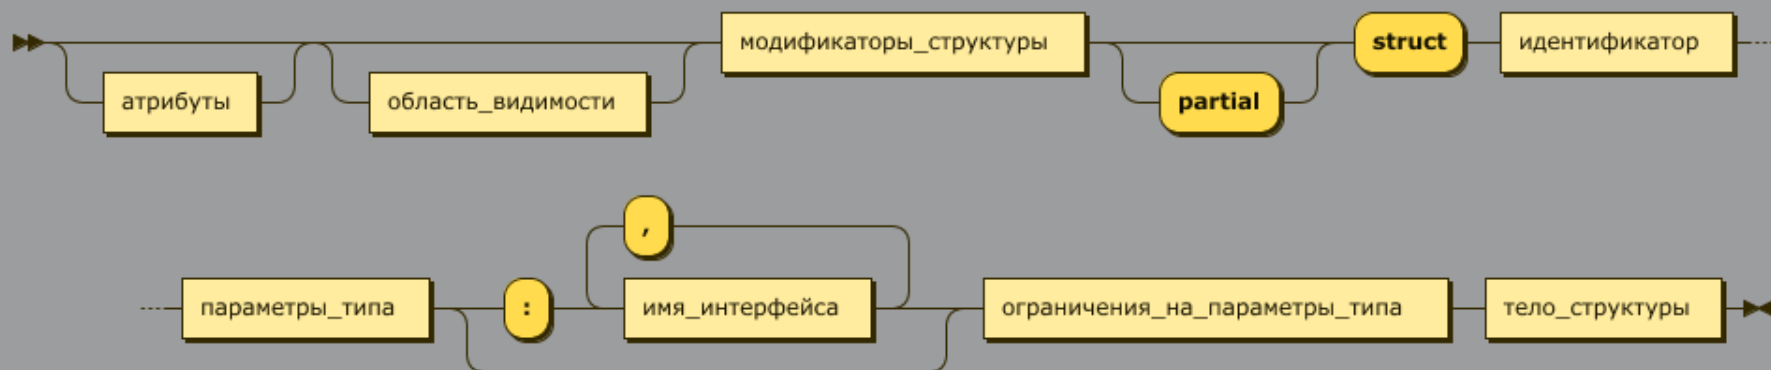 модификаторы_структуры struct идентификатор
атрибуты область_видимости partial
,
параметры_типа : имя_интерфейса ограничения_на_параметры_типа тело_структуры